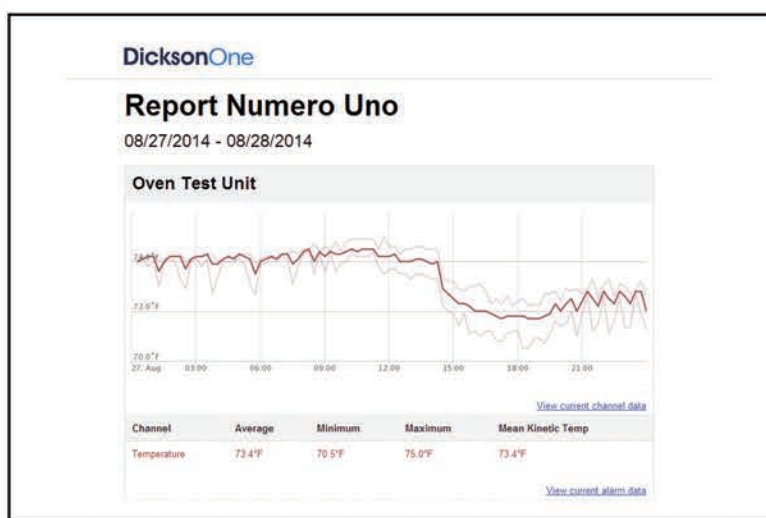 DicksonOne
Report Numero Uno
08/27/2014 - 08/28/2014
Oven Test Unit
74.0°F
72.0°F
70.0°F
27. Aug 03:00 06:00 09:00 12:00 15:00 18:00 21:00
View current channel data
Channel Average Minimum Maximum Mean Kinetic Temp
Temperature 73.4°F 70.5°F 75.0°F 73.4°F
View current alarm data